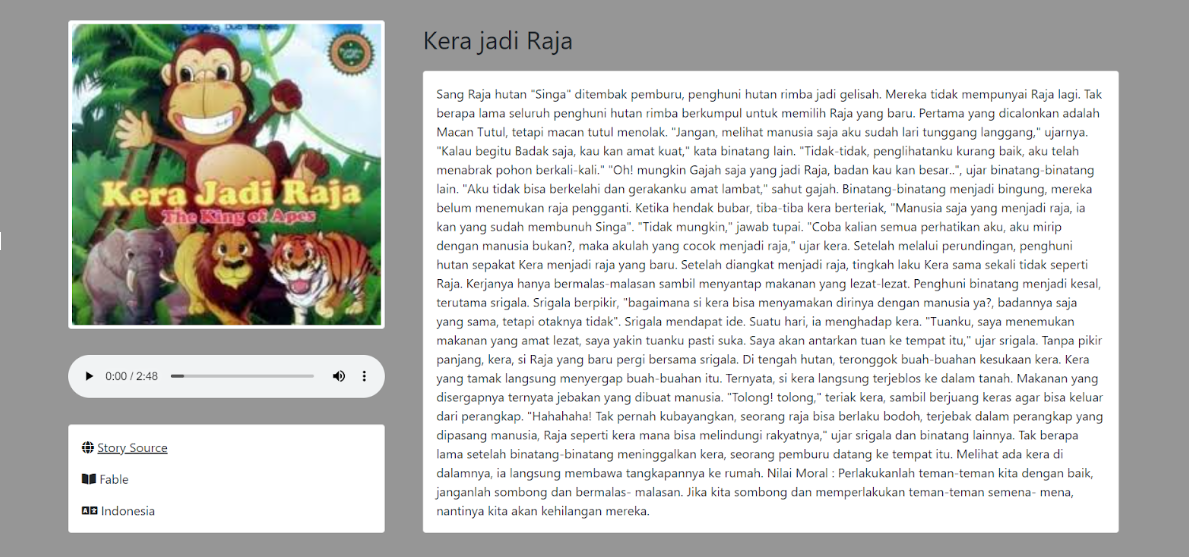 Dongeng Dua Bahasa
Kera Jadi Raja
The King of Apes
0:00 / 2:48
Story Source
Fable
Indonesia
Kera jadi Raja
Sang Raja hutan "Singa" ditembak pemburu, penghuni hutan rimba jadi gelisah. Mereka tidak mempunyai Raja lagi. Tak
berapa lama seluruh penghuni hutan rimba berkumpul untuk memilih Raja yang baru. Pertama yang dicalonkan adalah
Macan Tutul, tetapi macan tutul menolak. "Jangan, melihat manusia saja aku sudah lari tunggang langgang," ujarnya.
"Kalau begitu Badak saja, kau kan amat kuat," kata binatang lain. "Tidak-tidak, penglihatanku kurang baik, aku telah
menabrak pohon berkali-kali." "Oh! mungkin Gajah saja yang jadi Raja, badan kau kan besar..", ujar binatang-binatang
lain. "Aku tidak bisa berkelahi dan gerakanku amat lambat," sahut gajah. Binatang-binatang menjadi bingung, mereka
belum menemukan raja pengganti. Ketika hendak bubar, tiba-tiba kera berteriak, "Manusia saja yang menjadi raja, ia
kan yang sudah membunuh Singa". "Tidak mungkin," jawab tupai. "Coba kalian semua perhatikan aku, aku mirip
dengan manusia bukan?, maka akulah yang cocok menjadi raja," ujar kera. Setelah melalui perundingan, penghuni
hutan sepakat Kera menjadi raja yang baru. Setelah diangkat menjadi raja, tingkah laku Kera sama sekali tidak seperti
Raja. Kerjanya hanya bermalas-malasan sambil menyantap makanan yang lezat-lezat. Penghuni binatang menjadi kesal,
terutama srigala. Srigala berpikir, "bagaimana si kera bisa menyamakan dirinya dengan manusia ya?, badannya saja
yang sama, tetapi otaknya tidak". Srigala mendapat ide. Suatu hari, ia menghadap kera. "Tuanku, saya menemukan
makanan yang amat lezat, saya yakin tuanku pasti suka. Saya akan antarkan tuan ke tempat itu," ujar srigala. Tanpa pikir
panjang, kera, si Raja yang baru pergi bersama srigala. Di tengah hutan, teronggok buah-buahan kesukaan kera. Kera
yang tamak langsung menyergap buah-buahan itu. Ternyata, si kera langsung terjeblos ke dalam tanah. Makanan yang
disergapnya ternyata jebakan yang dibuat manusia. "Tolong! tolong," teriak kera, sambil berjuang keras agar bisa keluar
dari perangkap. "Hahahaha! Tak pernah kubayangkan, seorang raja bisa berlaku bodoh, terjebak dalam perangkap yang
dipasang manusia, Raja seperti kera mana bisa melindungi rakyatnya," ujar srigala dan binatang lainnya. Tak berapa
lama setelah binatang-binatang meninggalkan kera, seorang pemburu datang ke tempat itu. Melihat ada kera di
dalamnya, ia langsung membawa tangkapannya ke rumah. Nilai Moral : Perlakukanlah teman-teman kita dengan baik,
janganlah sombong dan bermalas- malasan. Jika kita sombong dan memperlakukan teman-teman semena- mena,
nantinya kita akan kehilangan mereka.